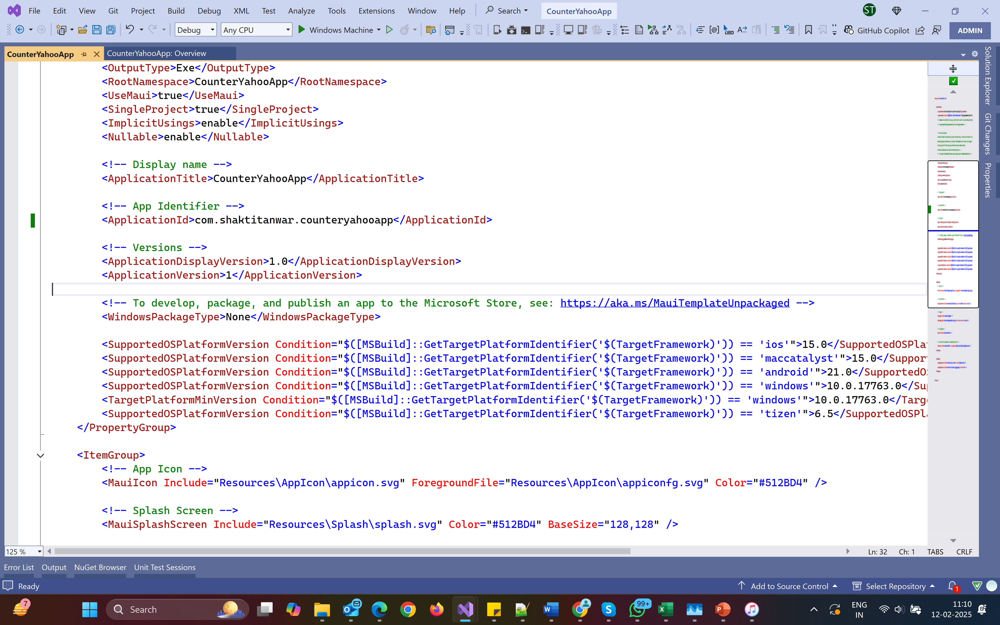 File Edit View Git Project Build Debug XML Test Analyze Tools Extensions Window Help Search CounterYahooApp ST
Debug Any CPU Windows Machine GitHub Copilot ADMIN
CounterYahooApp CounterYahooApp: Overview
<OutputType>Exe</OutputType>
<RootNamespace>CounterYahooApp</RootNamespace>
<UseMaui>true</UseMaui>
<SingleProject>true</SingleProject>
<ImplicitUsings>enable</ImplicitUsings>
<Nullable>enable</Nullable>
<!-- Display name -->
<ApplicationTitle>CounterYahooApp</ApplicationTitle>
<!-- App Identifier -->
<ApplicationId>com.shaktitanwar.counteryahooapp</ApplicationId>
<!-- Versions -->
<ApplicationDisplayVersion>1.0</ApplicationDisplayVersion>
<ApplicationVersion>1</ApplicationVersion>
<!-- To develop, package, and publish an app to the Microsoft Store, see: https://aka.ms/MauiTemplateUnpackaged -->
<WindowsPackageType>None</WindowsPackageType>
<SupportedOSPlatformVersion Condition="$([MSBuild]::GetTargetPlatformIdentifier('$(TargetFramework)')) == 'ios'">15.0</SupportedOSPla
<SupportedOSPlatformVersion Condition="$([MSBuild]::GetTargetPlatformIdentifier('$(TargetFramework)')) == 'maccatalyst'">15.0</Suppor
<SupportedOSPlatformVersion Condition="$([MSBuild]::GetTargetPlatformIdentifier('$(TargetFramework)')) == 'android'">21.0</SupportedO
<SupportedOSPlatformVersion Condition="$([MSBuild]::GetTargetPlatformIdentifier('$(TargetFramework)')) == 'windows'">10.0.17763.0</Su
<TargetPlatformMinVersion Condition="$([MSBuild]::GetTargetPlatformIdentifier('$(TargetFramework)')) == 'windows'">10.0.17763.0</Targ
<SupportedOSPlatformVersion Condition="$([MSBuild]::GetTargetPlatformIdentifier('$(TargetFramework)')) == 'tizen'">6.5</SupportedOSPl
</PropertyGroup>
<ItemGroup>
<!-- App Icon -->
<MauiIcon Include="Resources\AppIcon\appicon.svg" ForegroundFile="Resources\AppIcon\appiconfg.svg" Color="#512BD4" />
<!-- Splash Screen -->
<MauiSplashScreen Include="Resources\Splash\splash.svg" Color="#512BD4" BaseSize="128,128" />
Solution Explorer
Git Changes
Properties
125 % Ln: 32 Ch: 1 TABS CRLF
Error List Output NuGet Browser Unit Test Sessions
Ready Add to Source Control Select Repository 1
7 Search 99+ ENG
IN
11:10
12-02-2025